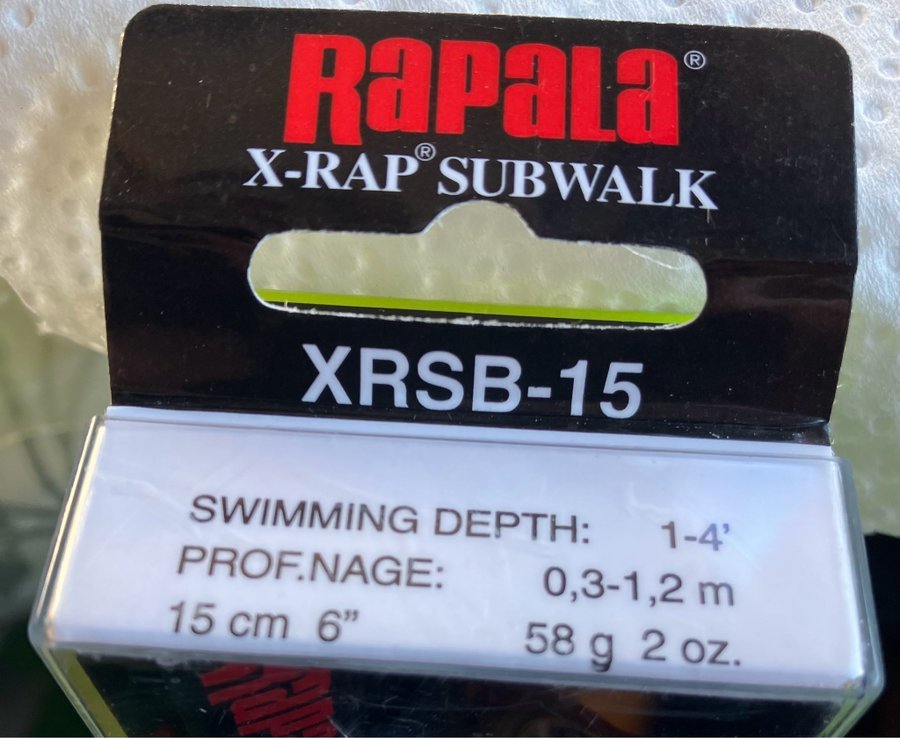 Rapala®
X-RAP® SUBWALK
XRSB-15
SWIMMING DEPTH: 1-4'
PROF.NAGE: 0,3-1,2 m
15 cm 6” 58 g 2 oz.